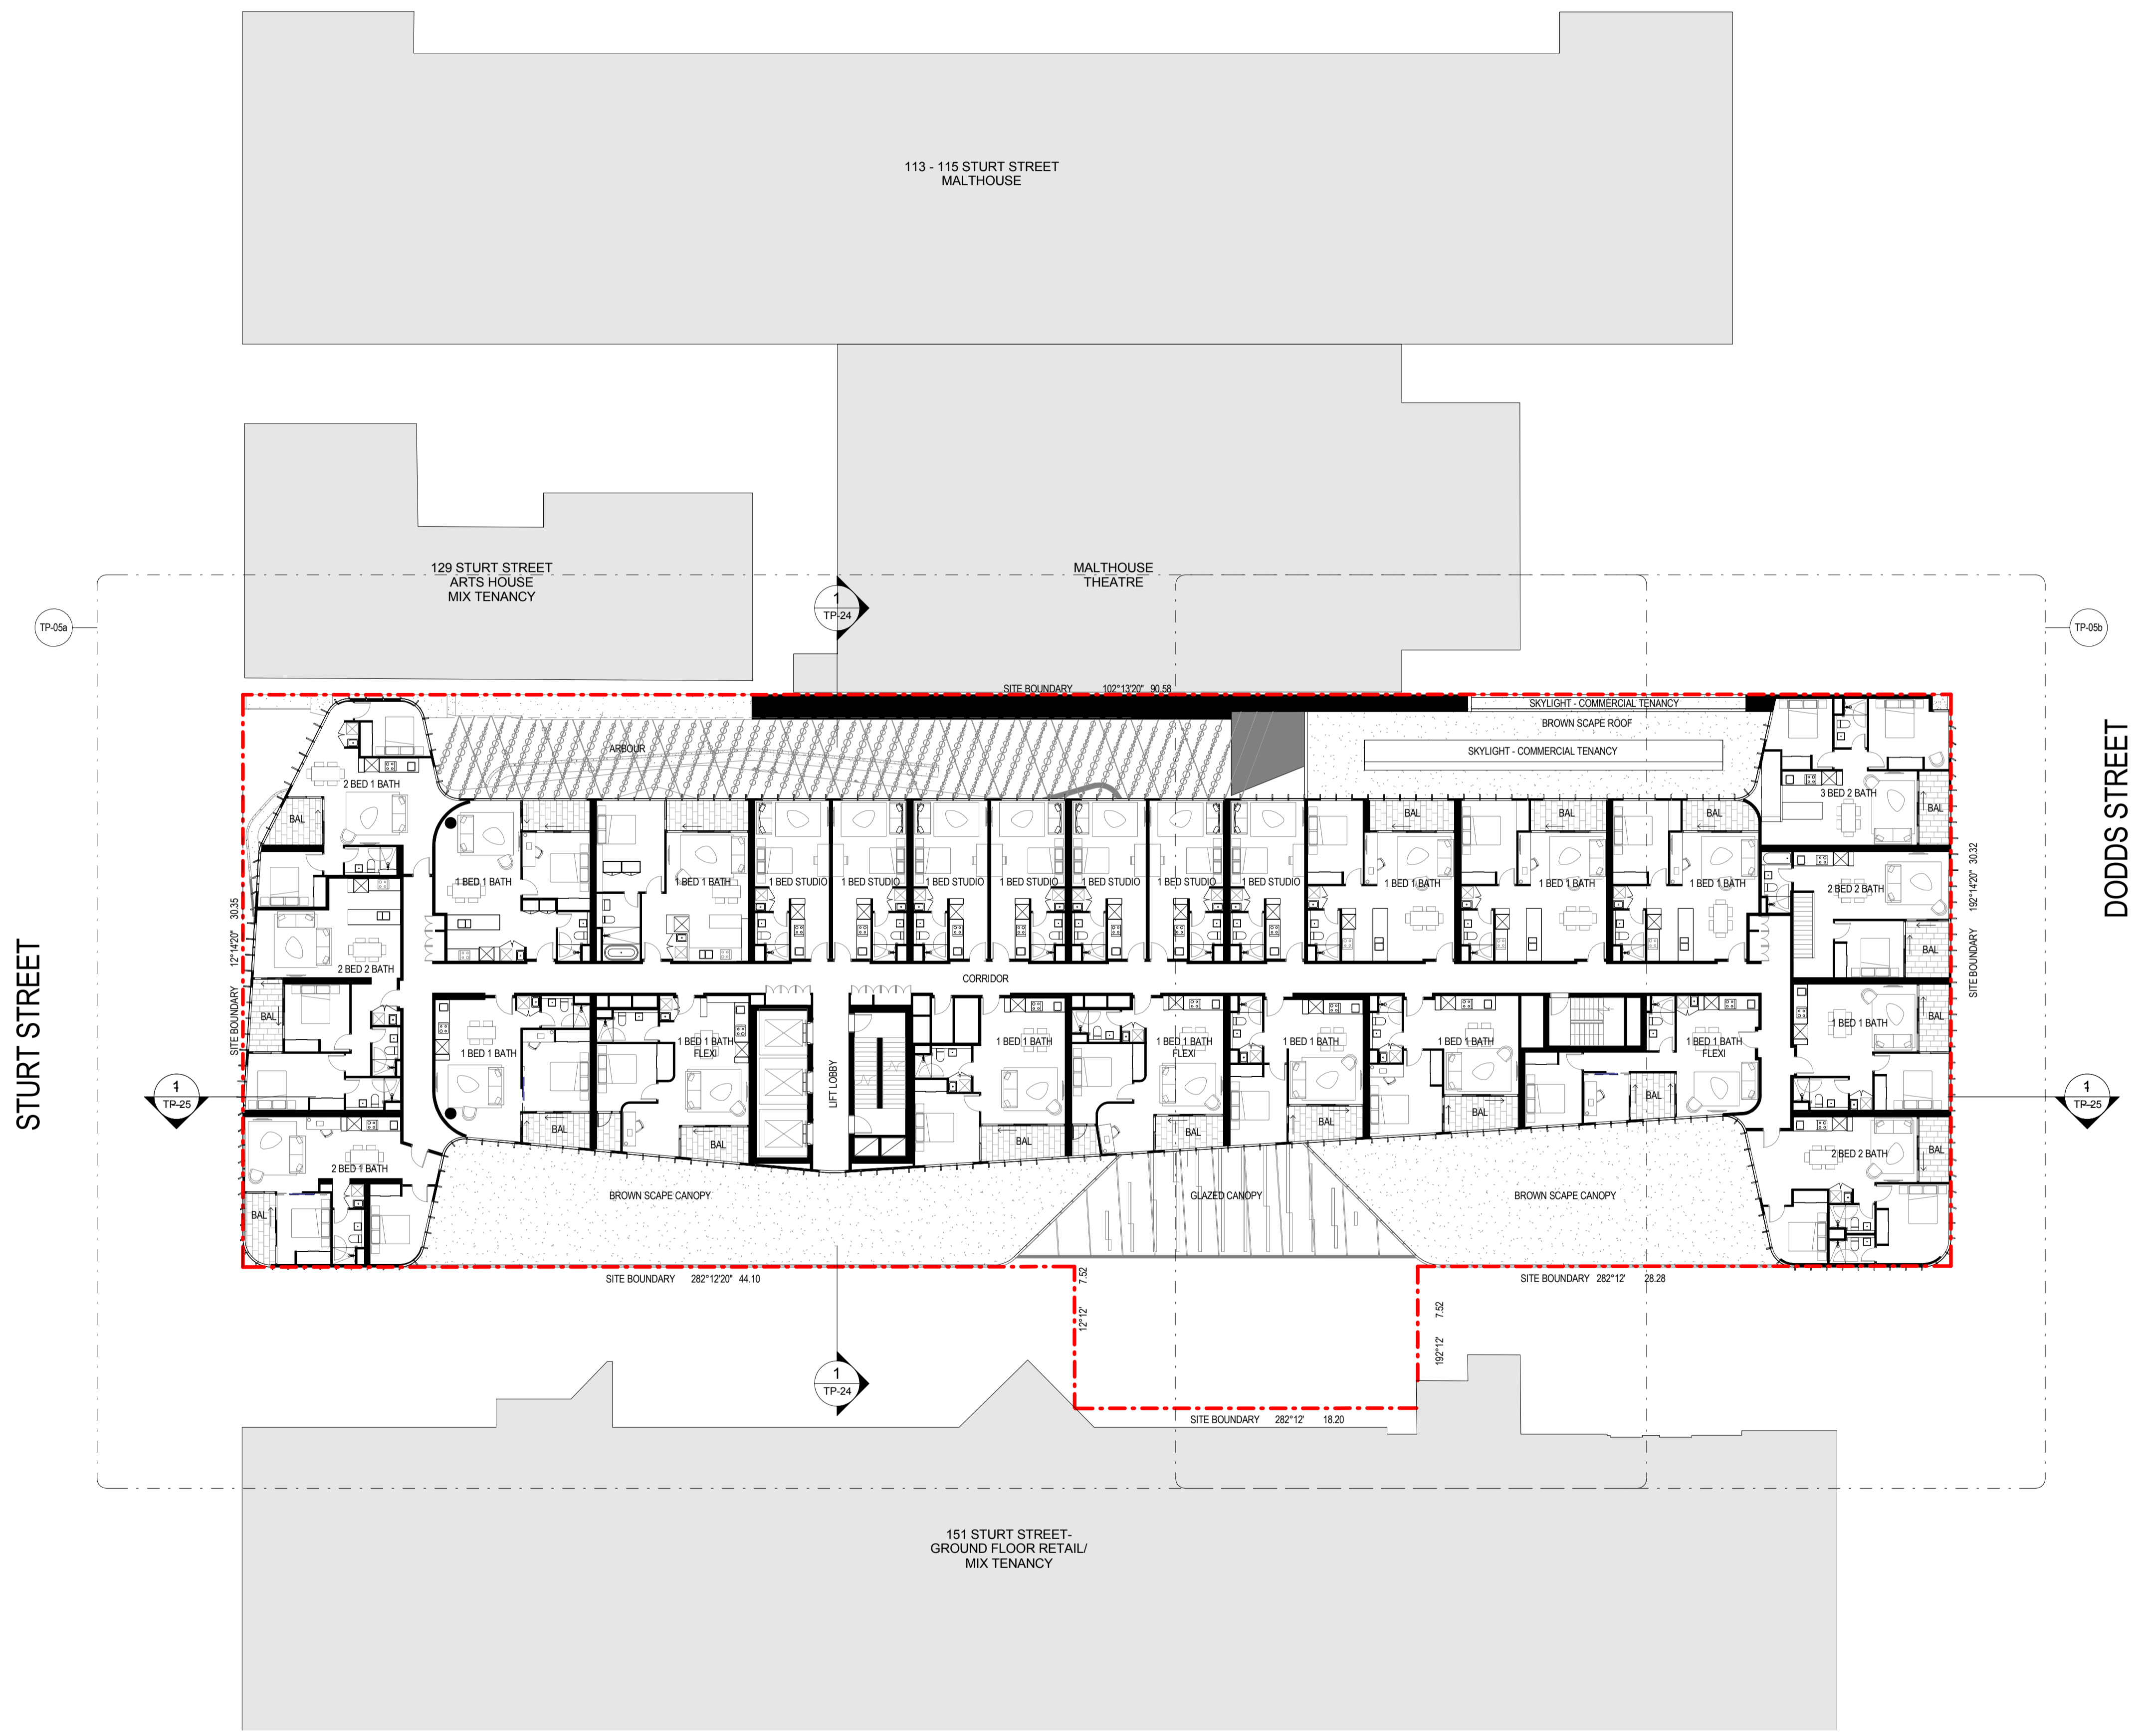 113 - 115 STURT STREET
MALTHOUSE
129 STURT STREET
ARTS HOUSE
MIX TENANCY
MALTHOUSE
THEATRE
1
TP-24
TP-05a
TP-05b
SITE BOUNDARY 102°13'20" 90.58
SKYLIGHT - COMMERCIAL TENANCY
BROWN SCAPE ROOF
SKYLIGHT - COMMERCIAL TENANCY
ARBOUR
2 BED 1 BATH
BAL
3 BED 2 BATH
BAL
BAL
BAL
BAL
1 BED 1 BATH
1 BED 1 BATH
1 BED STUDIO
1 BED STUDIO
1 BED STUDIO
1 BED STUDIO
1 BED STUDIO
1 BED STUDIO
1 BED STUDIO
1 BED 1 BATH
1 BED 1 BATH
1 BED 1 BATH
2 BED 2 BATH
BAL
2 BED 2 BATH
BAL
CORRIDOR
STURT STREET
SITE BOUNDARY 12°14'20" 30.35
DODDS STREET
SITE BOUNDARY 192°14'20" 30.32
1 BED 1 BATH
BAL
1 BED 1 BATH
FLEXI
BAL
LIFT LOBBY
1 BED 1 BATH
BAL
1 BED 1 BATH
FLEXI
BAL
1 BED 1 BATH
BAL
1 BED 1 BATH
BAL
1 BED 1 BATH
FLEXI
BAL
1 BED 1 BATH
BAL
1
TP-25
1
TP-25
2 BED 1 BATH
BAL
2 BED 2 BATH
BAL
BROWN SCAPE CANOPY
GLAZED CANOPY
BROWN SCAPE CANOPY
SITE BOUNDARY 282°12'20" 44.10
12°12' 7.52
192°12' 7.52
SITE BOUNDARY 282°12' 28.28
1
TP-24
SITE BOUNDARY 282°12' 18.20
151 STURT STREET-
GROUND FLOOR RETAIL/
MIX TENANCY